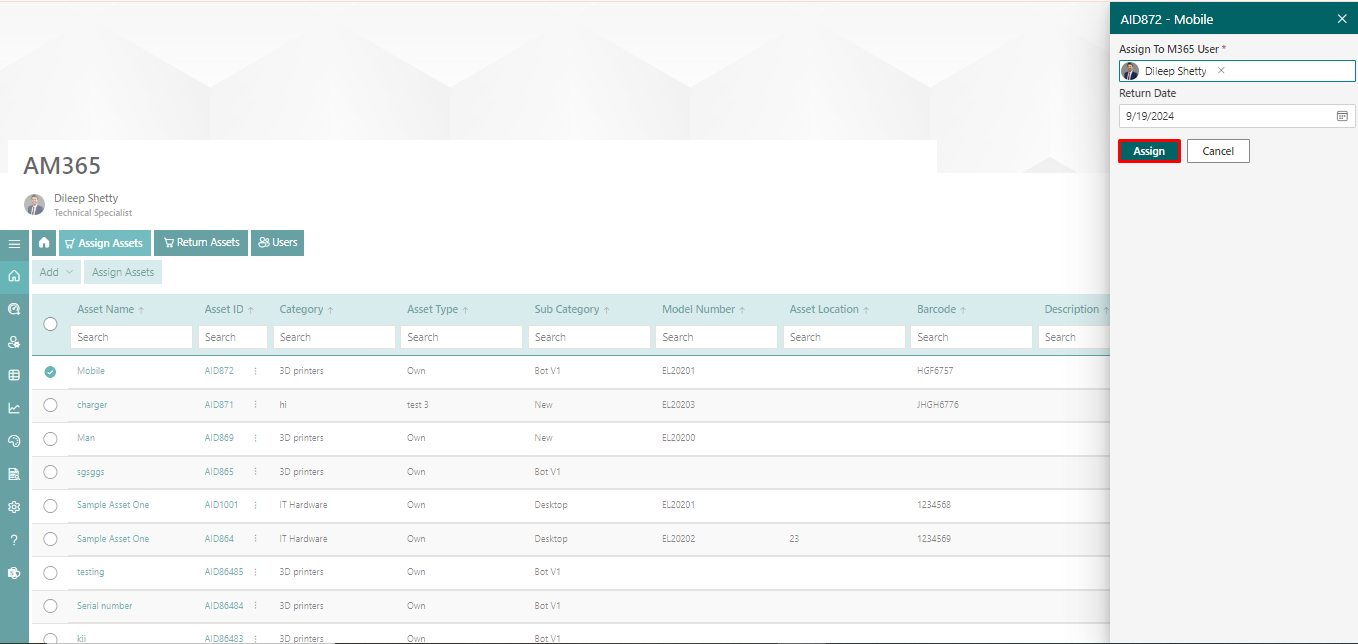 AM365
Dileep Shetty
Technical Specialist
Assign Assets Return Assets Users
Add Assign Assets
Asset Name Asset ID Category Asset Type Sub Category Model Number Asset Location Barcode Description
Search Search Search Search Search Search Search Search Search
Mobile AID872 3D printers Own Bot V1 EL20201 HGF6757
charger AID871 hi test 3 New EL20203 JHGH6776
Man AID869 3D printers Own New EL20200
sgsggs AID865 3D printers Own Bot V1
Sample Asset One AID1001 IT Hardware Own Desktop EL20201 1234568
Sample Asset One AID864 IT Hardware Own Desktop EL20202 23 1234569
testing AID86485 3D printers Own Bot V1
Serial number AID86484 3D printers Own Bot V1
kii AID86483 3D printers Own Bot V1
AID872 - Mobile
Assign To M365 User *
Dileep Shetty
Return Date
9/19/2024
Assign Cancel